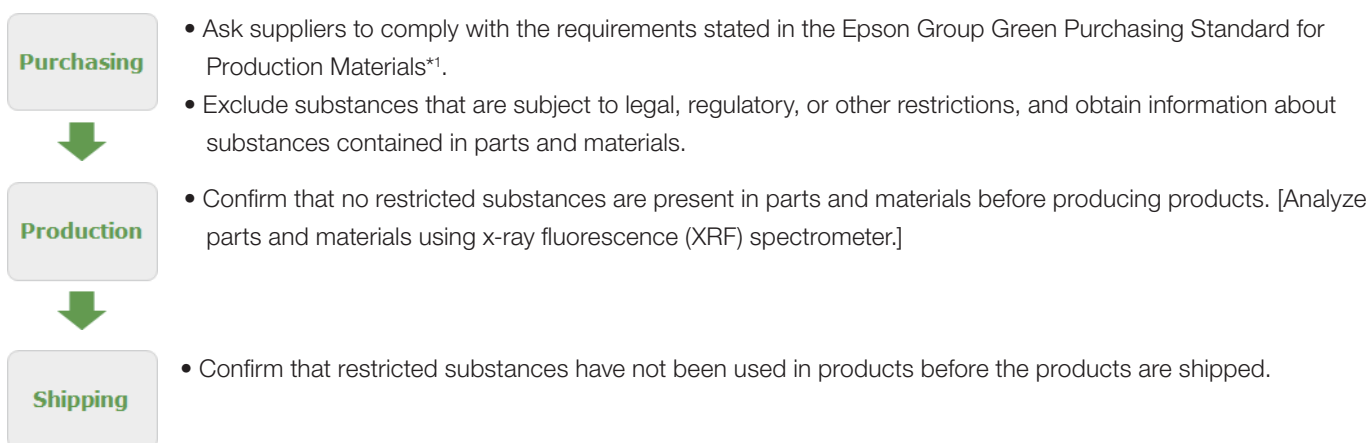 • Ask suppliers to comply with the requirements stated in the Epson Group Green Purchasing Standard for
Purchasing
Production Materials*1.
• Exclude substances that are subject to legal, regulatory, or other restrictions, and obtain information about
substances contained in parts and materials.
• Confirm that no restricted substances are present in parts and materials before producing products. [Analyze
Production
parts and materials using x-ray fluorescence (XRF) spectrometer.]
• Confirm that restricted substances have not been used in products before the products are shipped.
Shipping